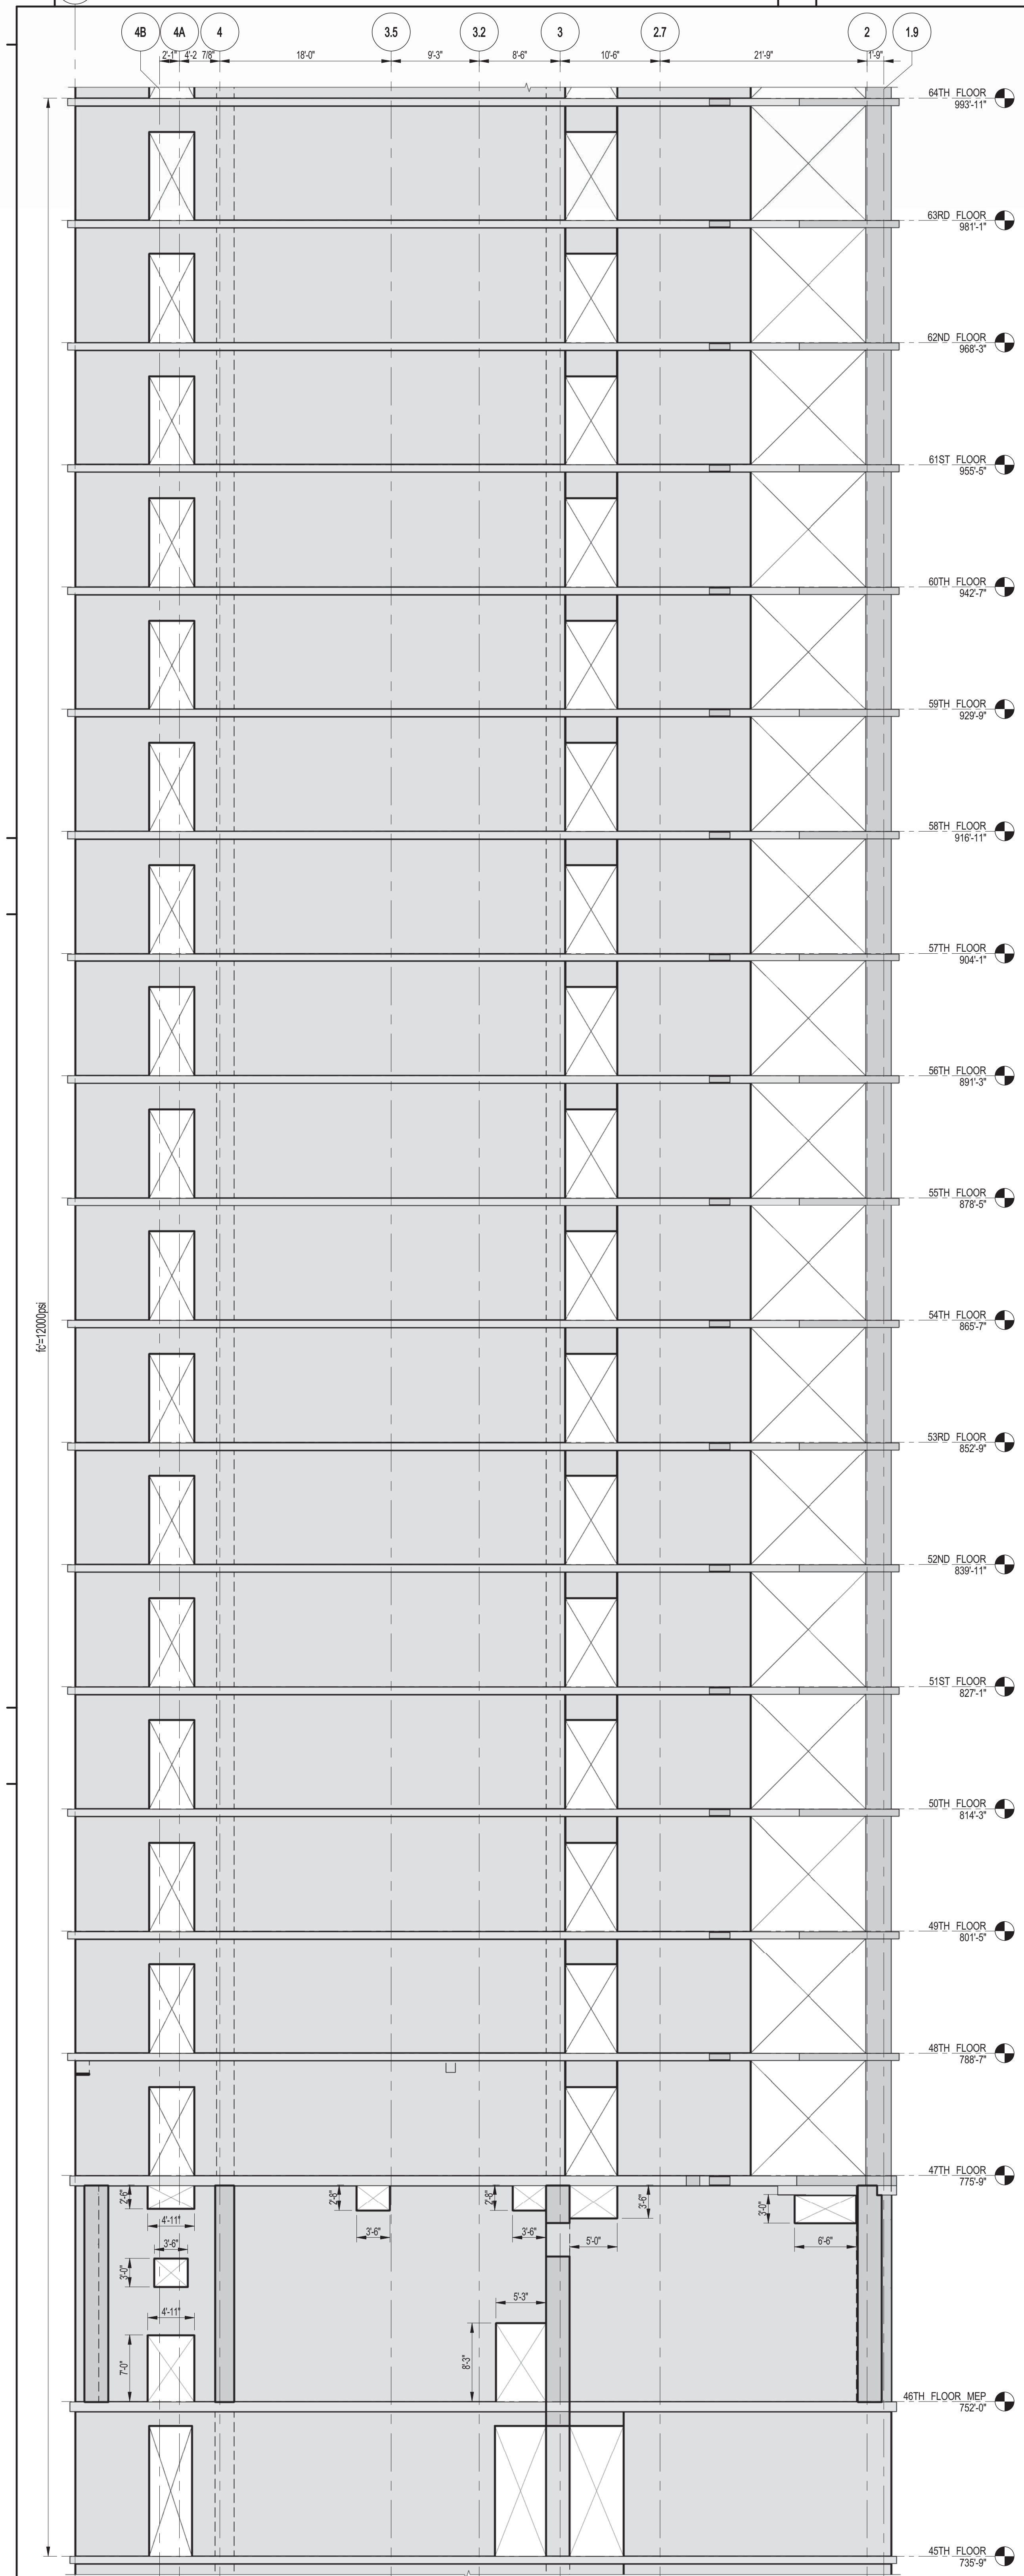 4B 4A 4 3.5 3.2 3 2.7 2 1.9
2'-1" 4'-2 7/8" 18'-0" 9'-3" 8'-6" 10'-6" 21'-9" 1'-9"
64TH FLOOR
993'-11"
63RD FLOOR
981'-1"
62ND FLOOR
968'-3"
61ST FLOOR
955'-5"
60TH FLOOR
942'-7"
59TH FLOOR
929'-9"
58TH FLOOR
916'-11"
57TH FLOOR
904'-1"
56TH FLOOR
891'-3"
55TH FLOOR
878'-5"
fc'=12000psi
54TH FLOOR
865'-7"
53RD FLOOR
852'-9"
52ND FLOOR
839'-11"
51ST FLOOR
827'-1"
50TH FLOOR
814'-3"
49TH FLOOR
801'-5"
48TH FLOOR
788'-7"
47TH FLOOR
775'-9"
2'-6" 2'-8" 2'-8" 3'-6" 3'-0"
4'-11" 3'-6" 3'-6" 5'-0" 6'-6"
3'-6"
3'-0"
4'-11" 5'-3"
7'-0" 8'-3"
46TH FLOOR MEP
752'-0"
45TH FLOOR
735'-9"